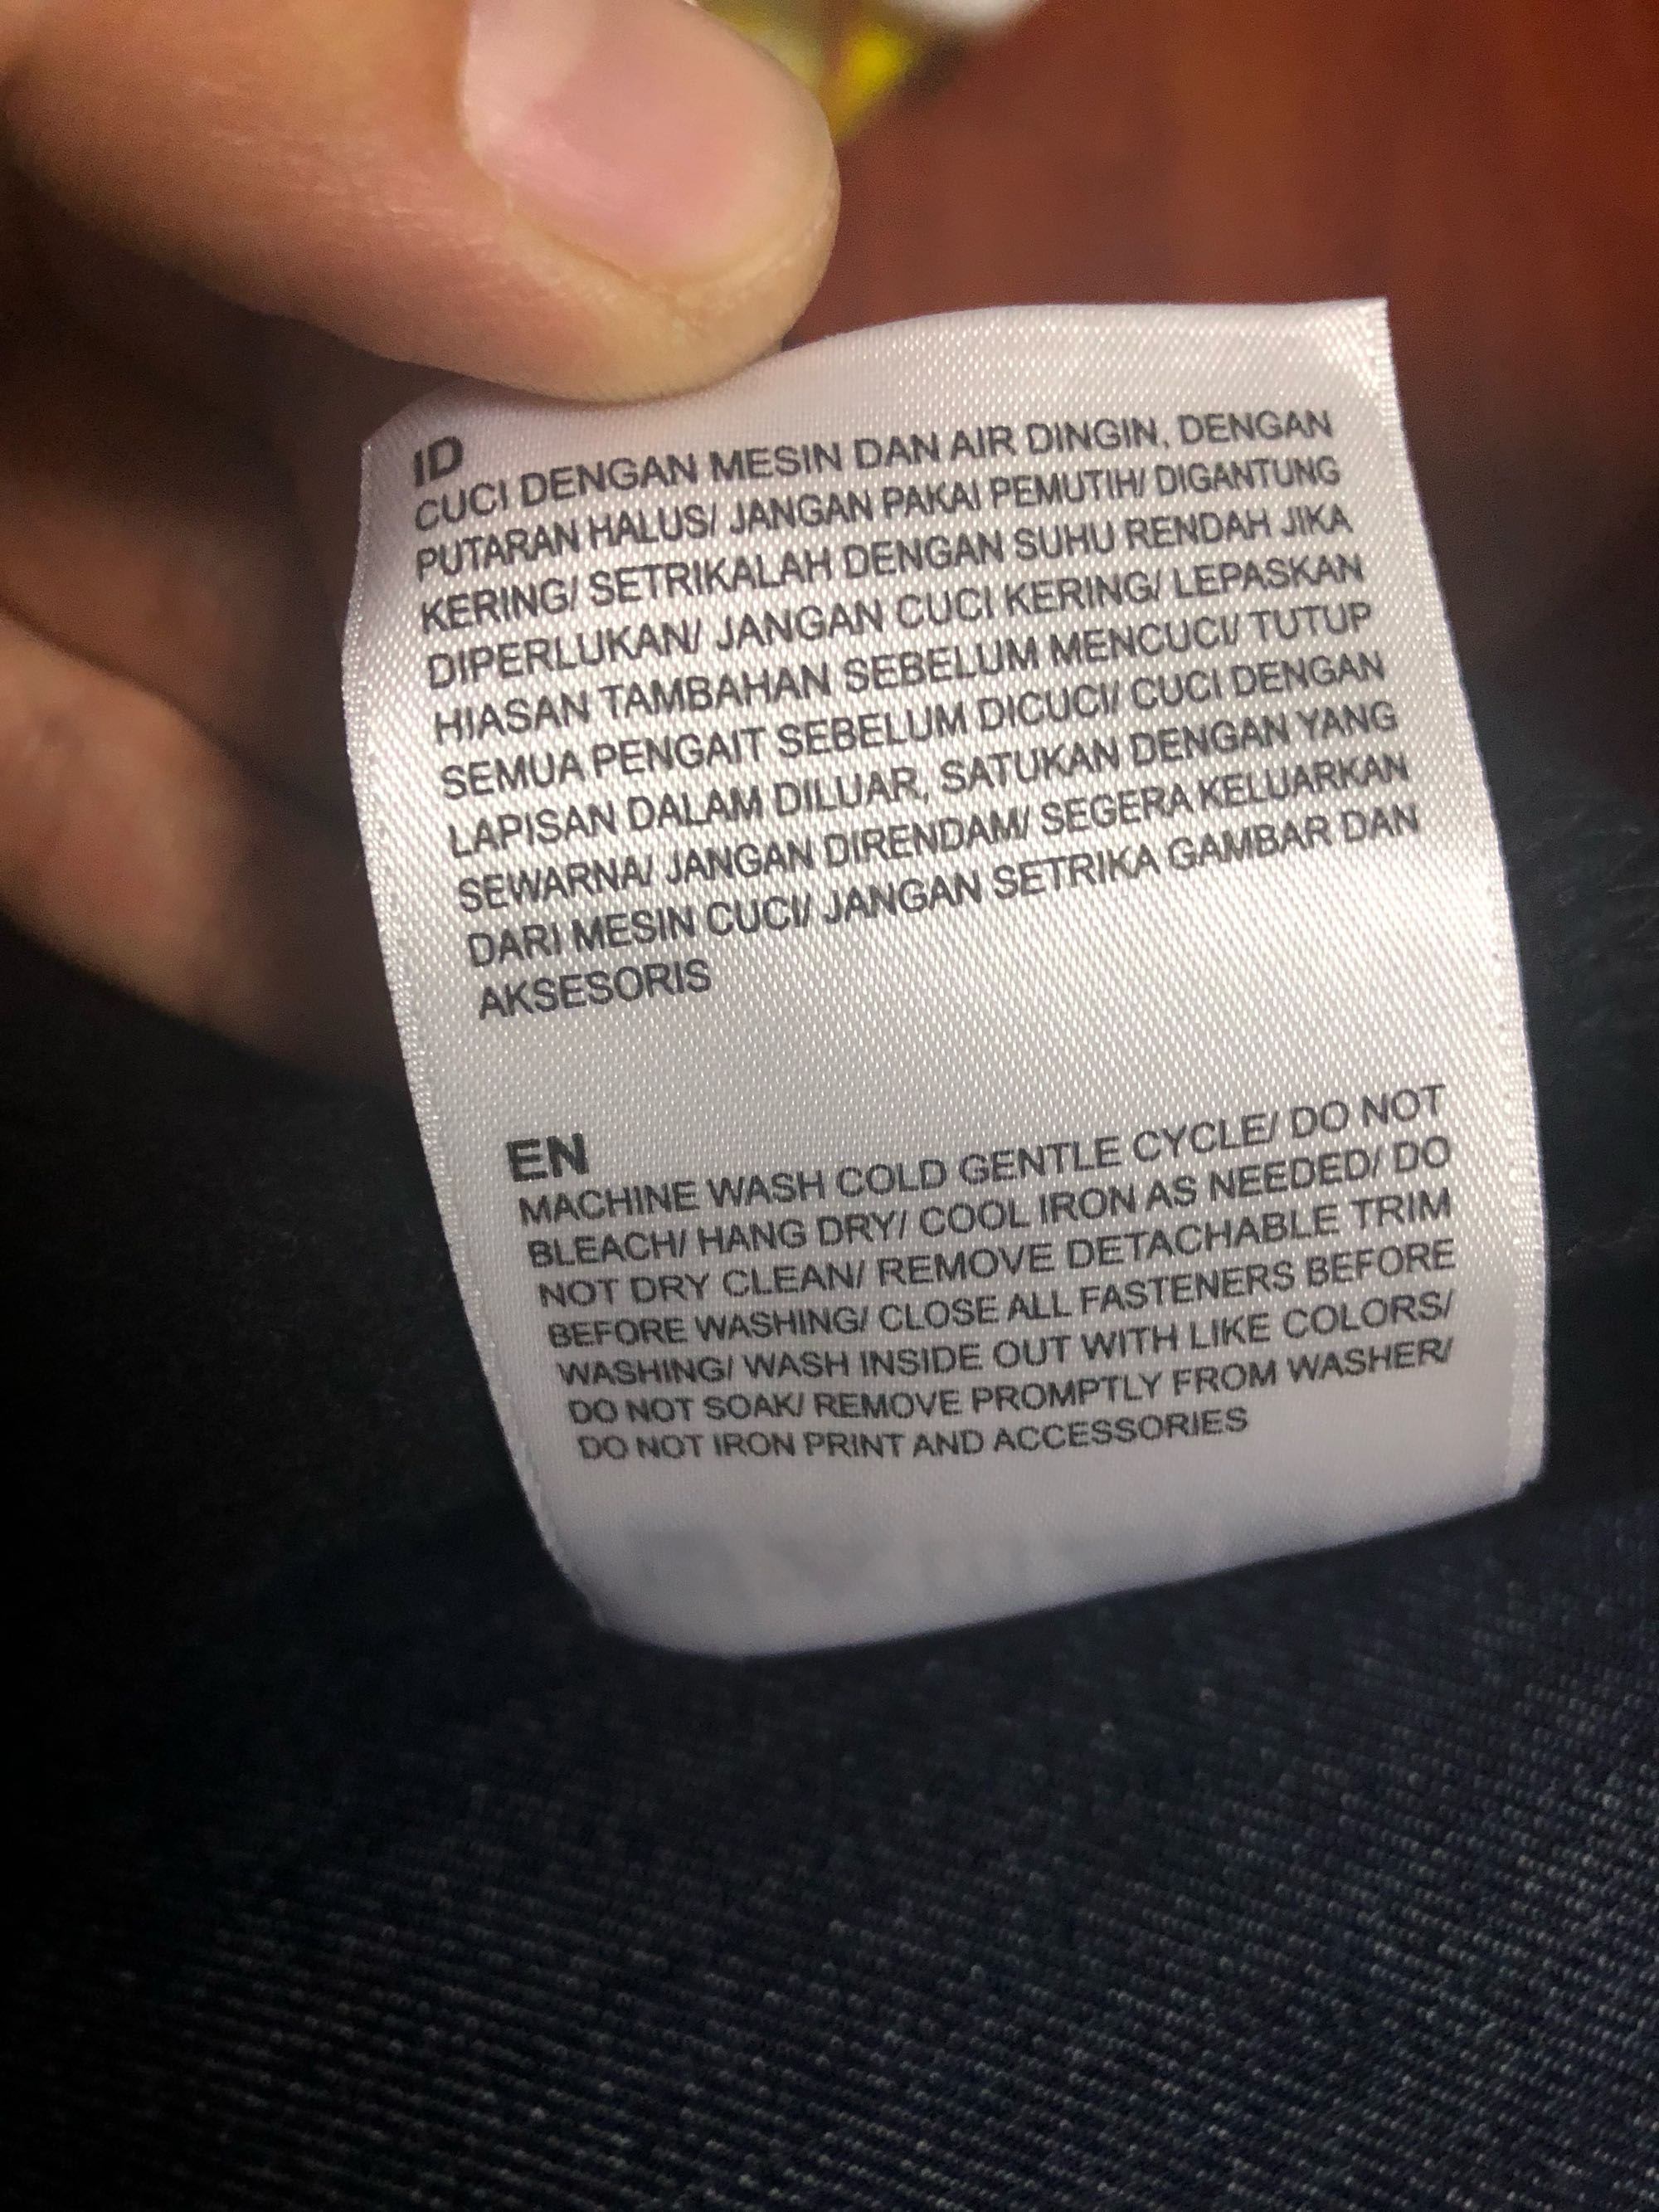 ID
CUCI DENGAN MESIN DAN AIR DINGIN, DENGAN
PUTARAN HALUS/ JANGAN PAKAI PEMUTIH/ DIGANTUNG
KERING/ SETRIKALAH DENGAN SUHU RENDAH JIKA
DIPERLUKAN/ JANGAN CUCI KERING/ LEPASKAN
HIASAN TAMBAHAN SEBELUM MENCUCI/ TUTUP
SEMUA PENGAIT SEBELUM DICUCI/ CUCI DENGAN
LAPISAN DALAM DILUAR, SATUKAN DENGAN YANG
SEWARNA/ JANGAN DIRENDAM/ SEGERA KELUARKAN
DARI MESIN CUCI/ JANGAN SETRIKA GAMBAR DAN
AKSESORIS
EN
MACHINE WASH COLD GENTLE CYCLE/ DO NOT
BLEACH/ HANG DRY/ COOL IRON AS NEEDED/ DO
NOT DRY CLEAN/ REMOVE DETACHABLE TRIM
BEFORE WASHING/ CLOSE ALL FASTENERS BEFORE
WASHING/ WASH INSIDE OUT WITH LIKE COLORS/
DO NOT SOAK/ REMOVE PROMPTLY FROM WASHER/
DO NOT IRON PRINT AND ACCESSORIES